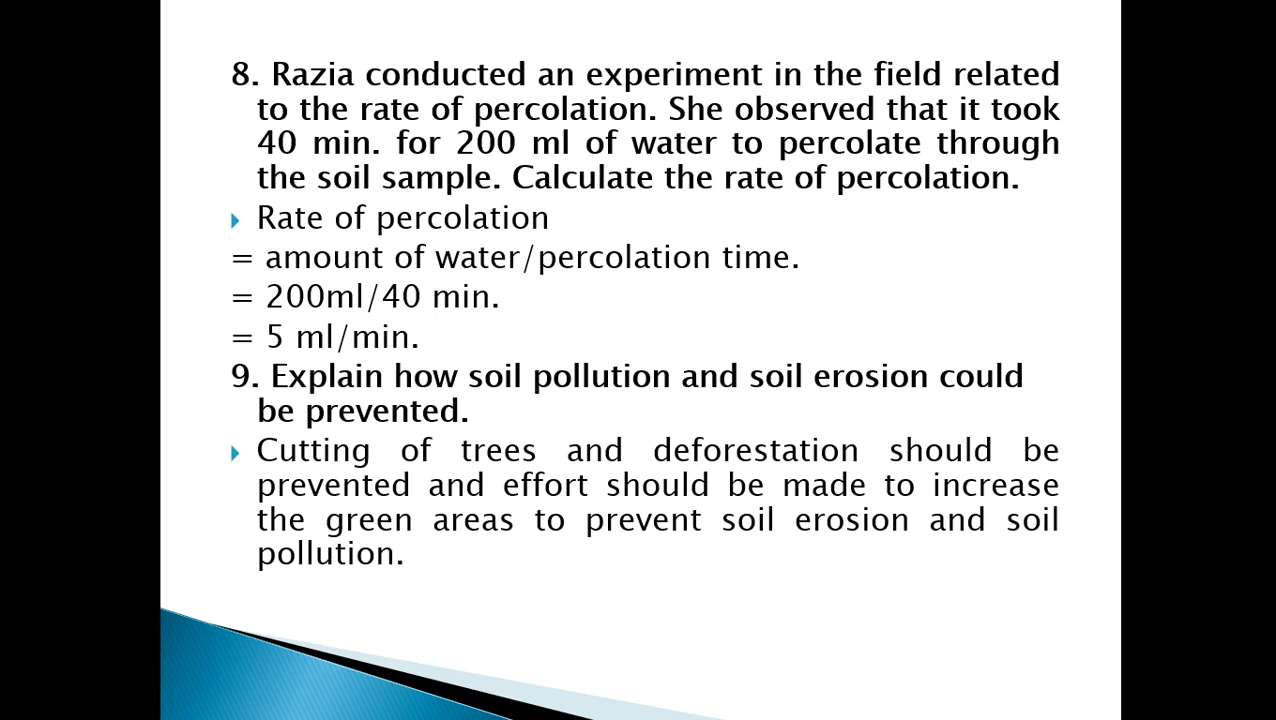 8. Razia conducted an experiment in the field related
to the rate of percolation. She observed that it took
40 min. for 200 ml of water to percolate through
the soil sample. Calculate the rate of percolation.
Rate of percolation
= amount of water/percolation time.
= 200ml/40 min.
= 5 ml/min.
9. Explain how soil pollution and soil erosion could
be prevented.
Cutting of trees and deforestation should be
prevented and effort should be made to increase
the green areas to prevent soil erosion and soil
pollution.